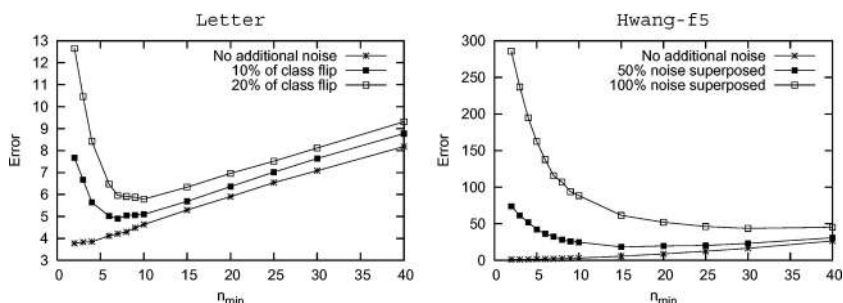 Letter
13
12
11
10
9
8
7
6
5
4
3
Error
No additional noise
10% of class flip
20% of class flip
0 5 10 15 20 25 30 35 40
n_min
Hwang-f5
300
250
200
150
100
50
0
Error
No additional noise
50% noise superposed
100% noise superposed
0 5 10 15 20 25 30 35 40
n_min